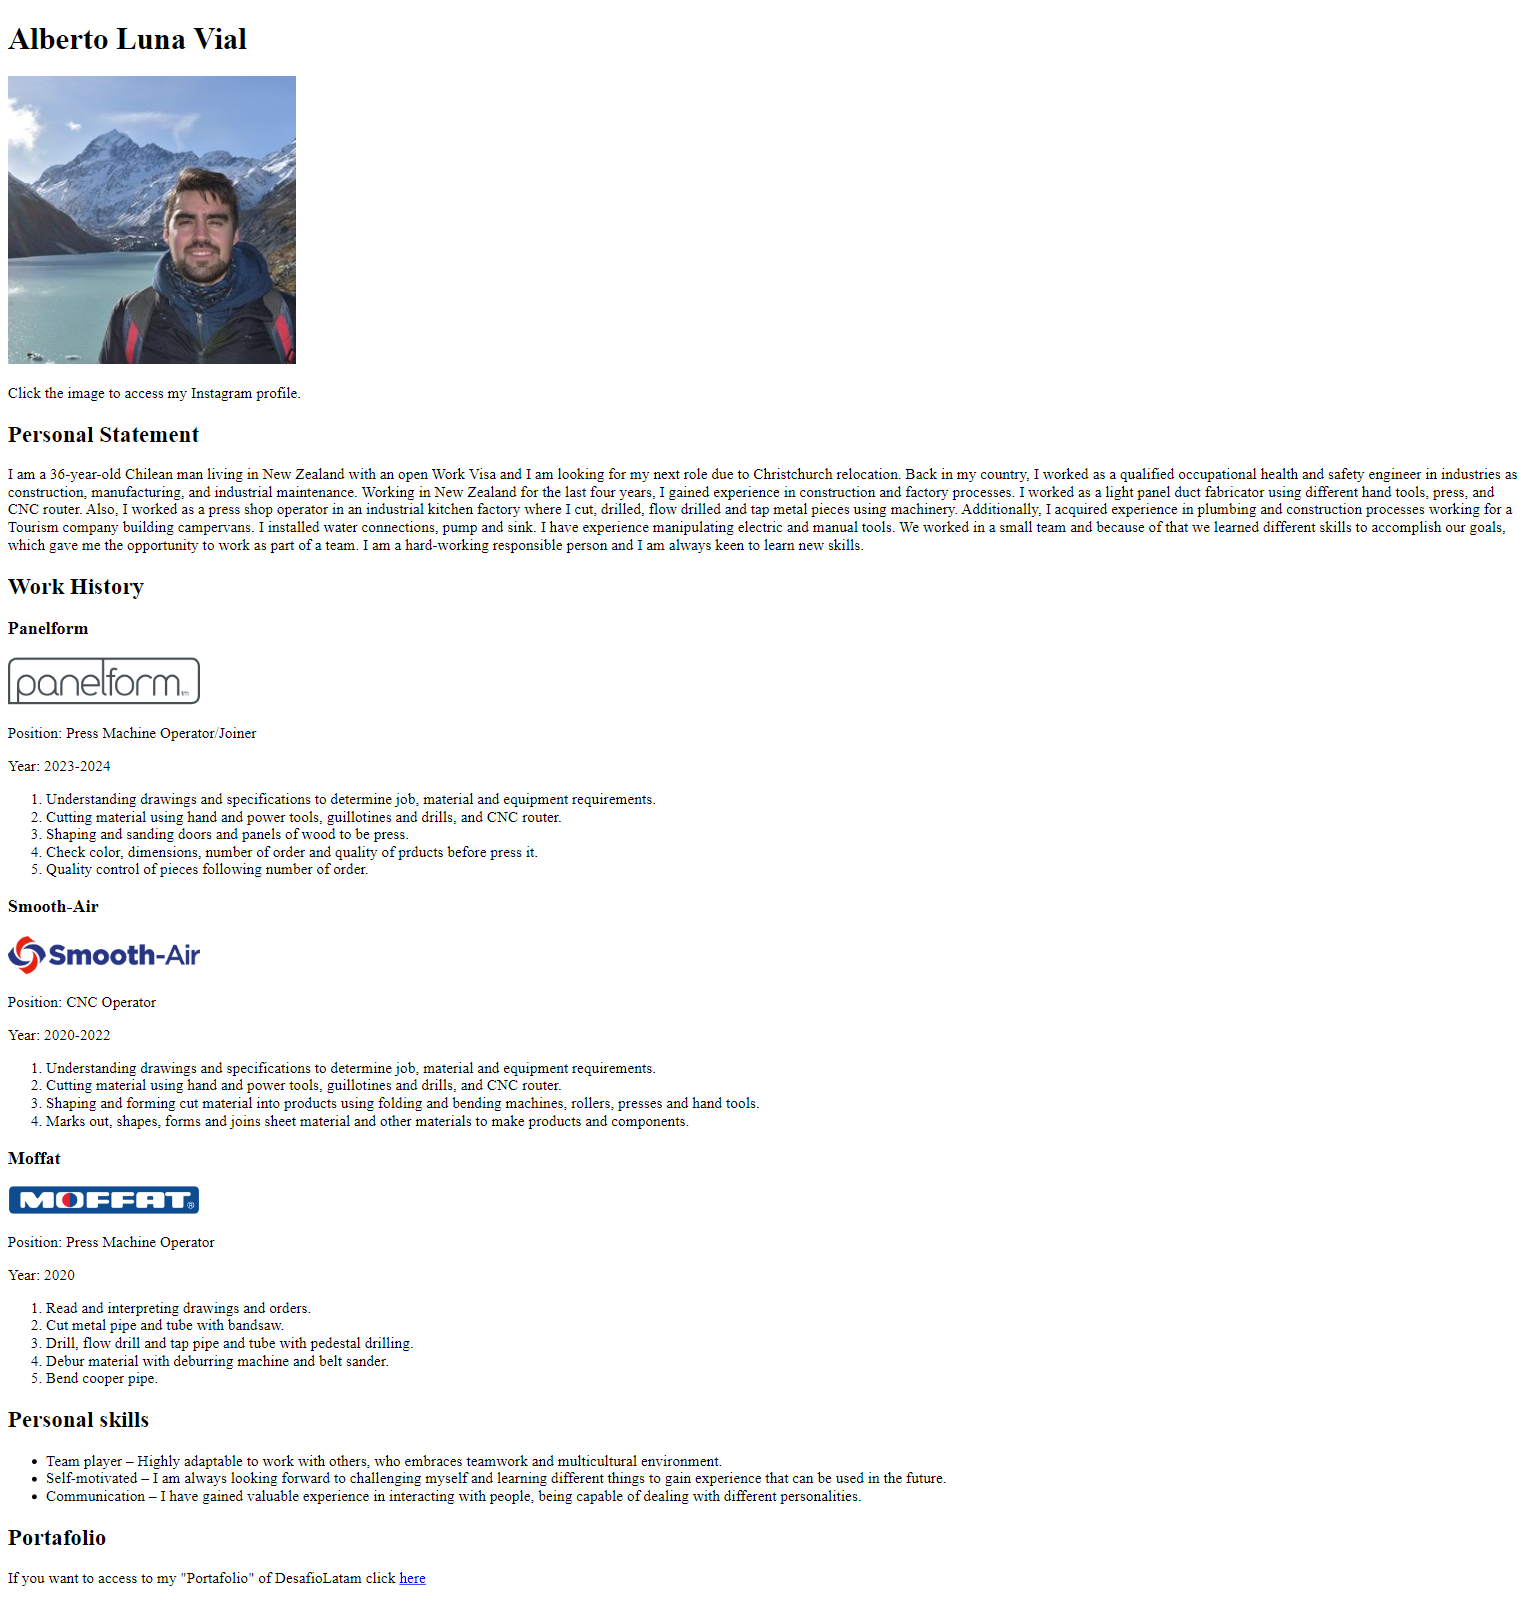 Alberto Luna Vial
Click the image to access my Instagram profile.
Personal Statement
I am a 36-year-old Chilean man living in New Zealand with an open Work Visa and I am looking for my next role due to Christchurch relocation. Back in my country, I worked as a qualified occupational health and safety engineer in industries as
construction, manufacturing, and industrial maintenance. Working in New Zealand for the last four years, I gained experience in construction and factory processes. I worked as a light panel duct fabricator using different hand tools, press, and
CNC router. Also, I worked as a press shop operator in an industrial kitchen factory where I cut, drilled, flow drilled and tap metal pieces using machinery. Additionally, I acquired experience in plumbing and construction processes working for a
Tourism company building campervans. I installed water connections, pump and sink. I have experience manipulating electric and manual tools. We worked in a small team and because of that we learned different skills to accomplish our goals,
which gave me the opportunity to work as part of a team. I am a hard-working responsible person and I am always keen to learn new skills.
Work History
Panelform
panelform tm
Position: Press Machine Operator/Joiner
Year: 2023-2024
1. Understanding drawings and specifications to determine job, material and equipment requirements.
2. Cutting material using hand and power tools, guillotines and drills, and CNC router.
3. Shaping and sanding doors and panels of wood to be press.
4. Check color, dimensions, number of order and quality of prducts before press it.
5. Quality control of pieces following number of order.
Smooth-Air
Smooth-Air
Position: CNC Operator
Year: 2020-2022
1. Understanding drawings and specifications to determine job, material and equipment requirements.
2. Cutting material using hand and power tools, guillotines and drills, and CNC router.
3. Shaping and forming cut material into products using folding and bending machines, rollers, presses and hand tools.
4. Marks out, shapes, forms and joins sheet material and other materials to make products and components.
Moffat
MOFFAT®
Position: Press Machine Operator
Year: 2020
1. Read and interpreting drawings and orders.
2. Cut metal pipe and tube with bandsaw.
3. Drill, flow drill and tap pipe and tube with pedestal drilling.
4. Debur material with deburring machine and belt sander.
5. Bend cooper pipe.
Personal skills
• Team player – Highly adaptable to work with others, who embraces teamwork and multicultural environment.
• Self-motivated – I am always looking forward to challenging myself and learning different things to gain experience that can be used in the future.
• Communication – I have gained valuable experience in interacting with people, being capable of dealing with different personalities.
Portafolio
If you want to access to my "Portafolio" of DesafioLatam click here